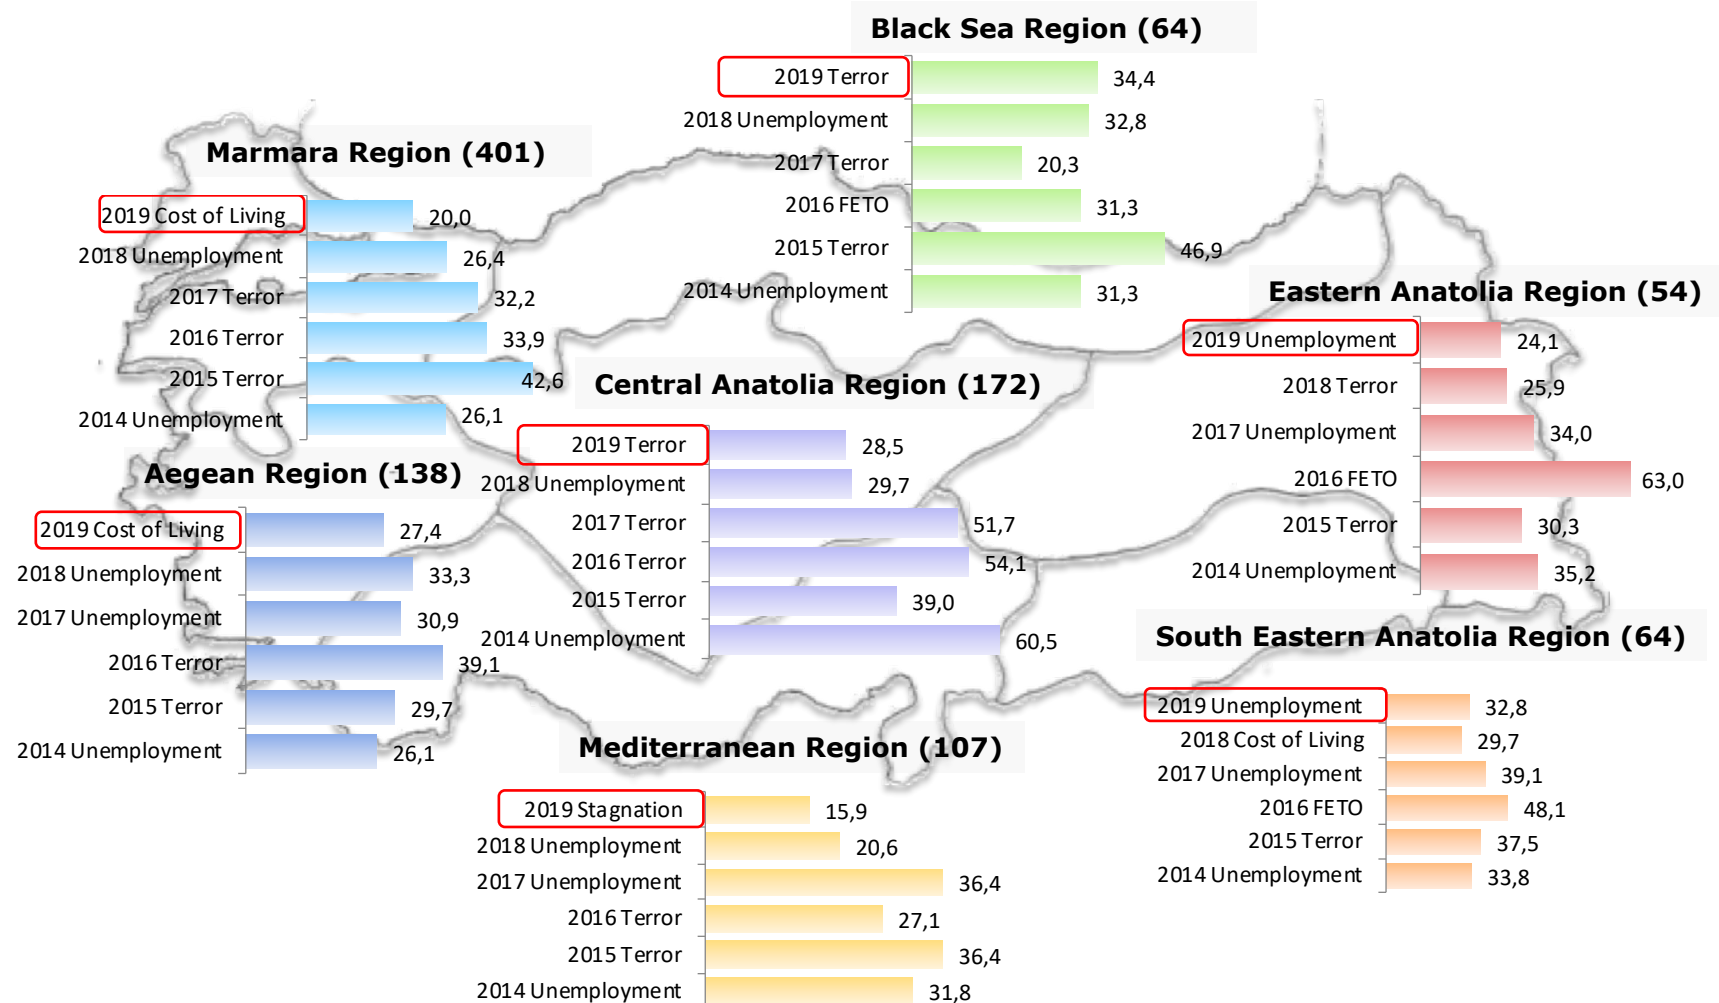 Black Sea Region (64)
2019 Terror 34,4
2018 Unemployment 32,8
2017 Terror 20,3
2016 FETO 31,3
2015 Terror 46,9
2014 Unemployment 31,3
Marmara Region (401)
2019 Cost of Living 20,0
2018 Unemployment 26,4
2017 Terror 32,2
2016 Terror 33,9
2015 Terror 42,6
2014 Unemployment 26,1
Eastern Anatolia Region (54)
2019 Unemployment 24,1
2018 Terror 25,9
2017 Unemployment 34,0
2016 FETO 63,0
2015 Terror 30,3
2014 Unemployment 35,2
Central Anatolia Region (172)
2019 Terror 28,5
2018 Unemployment 29,7
2017 Terror 51,7
2016 Terror 54,1
2015 Terror 39,0
2014 Unemployment 60,5
Aegean Region (138)
2019 Cost of Living 27,4
2018 Unemployment 33,3
2017 Unemployment 30,9
2016 Terror 39,1
2015 Terror 29,7
2014 Unemployment 26,1
South Eastern Anatolia Region (64)
2019 Unemployment 32,8
2018 Cost of Living 29,7
2017 Unemployment 39,1
2016 FETO 48,1
2015 Terror 37,5
2014 Unemployment 33,8
Mediterranean Region (107)
2019 Stagnation 15,9
2018 Unemployment 20,6
2017 Unemployment 36,4
2016 Terror 27,1
2015 Terror 36,4
2014 Unemployment 31,8